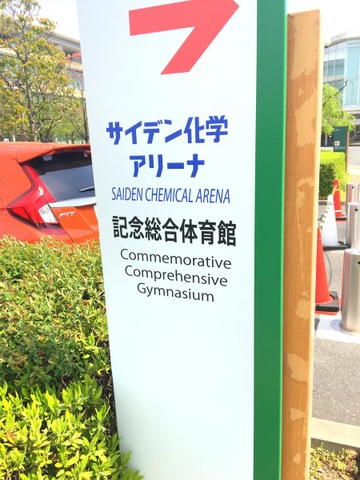 サイデン化学
アリーナ
SAIDEN CHEMICAL ARENA
記念総合体育館
Commemorative
Comprehensive
Gymnasium
FIT